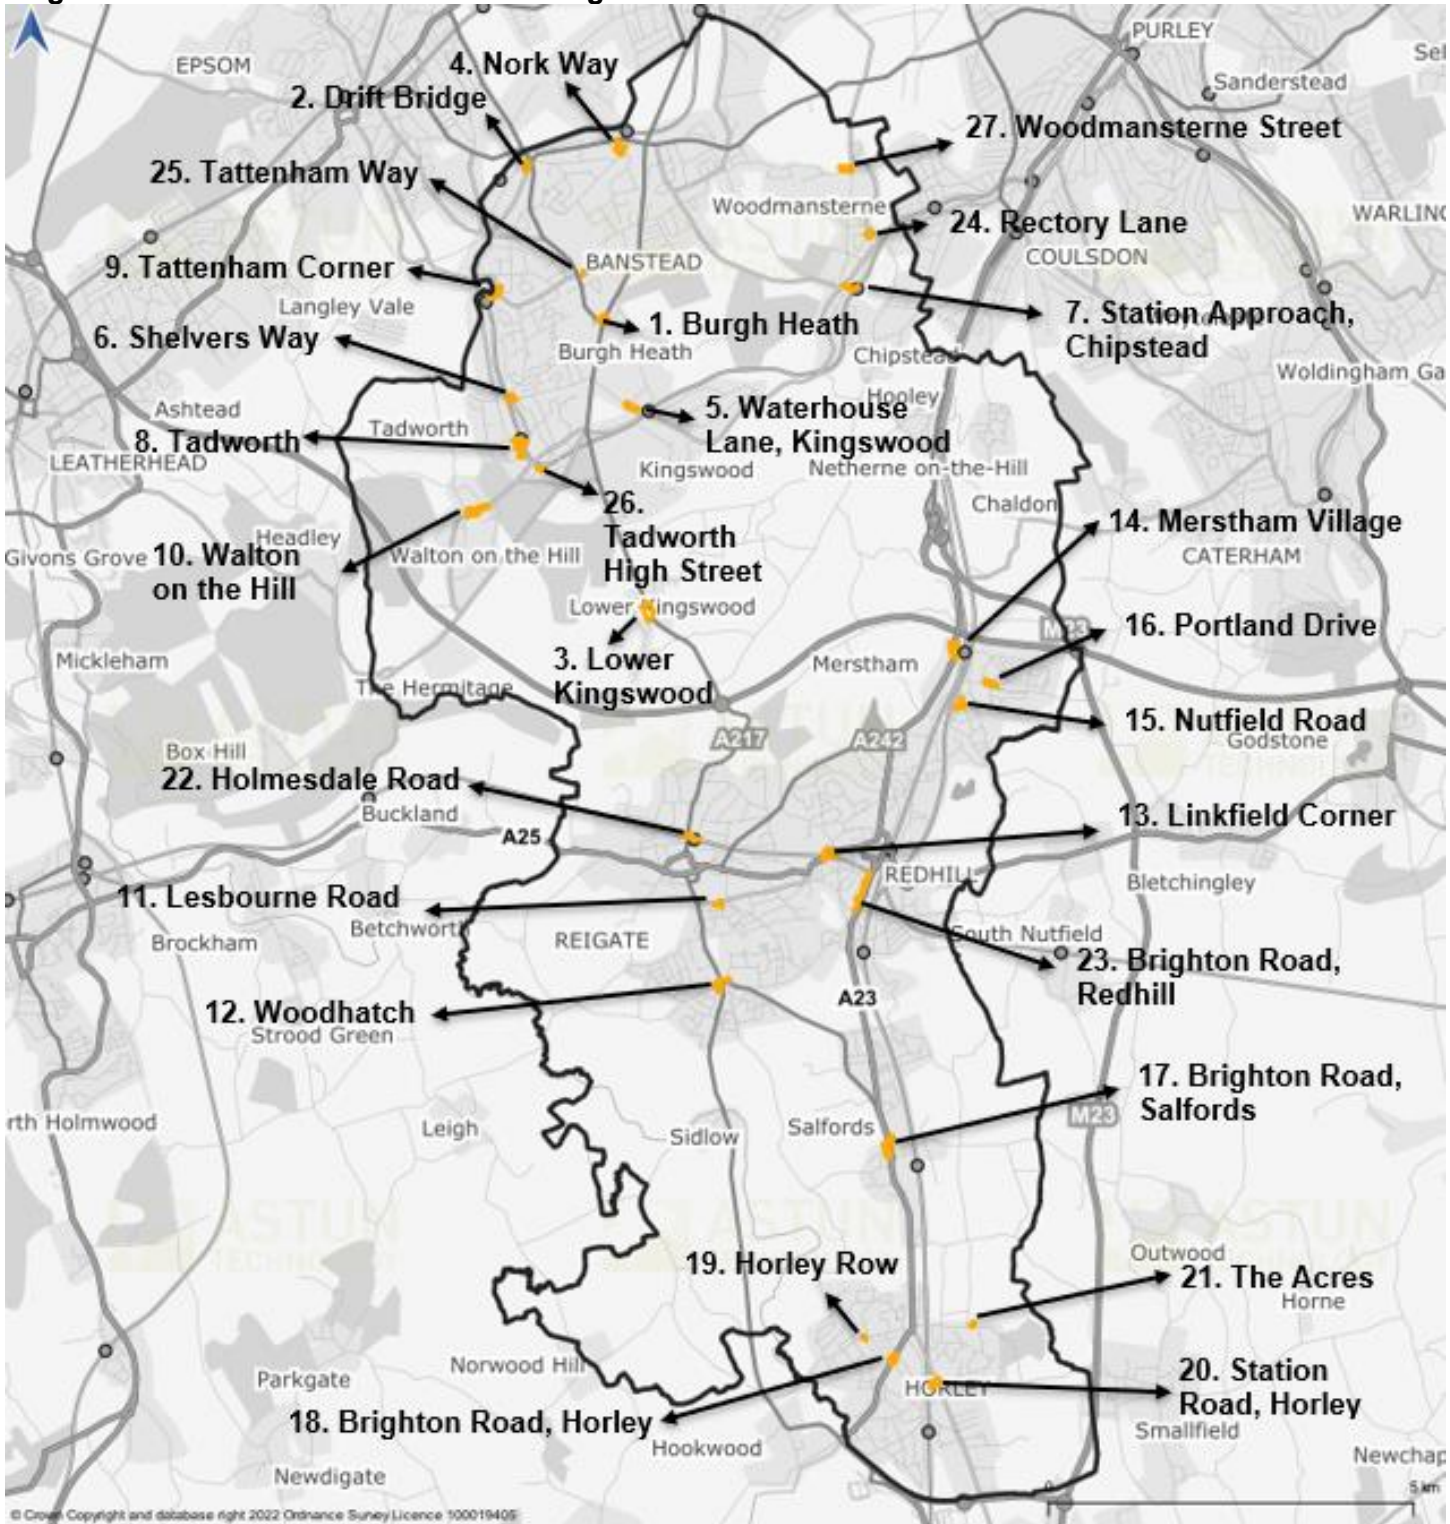 PURLEY
EPSOM
Sanderstead
4. Nork Way
2. Drift Bridge
27. Woodmansterne Street
25. Tattenham Way
Woodmansterne
WARLING
24. Rectory Lane
COULSDON
BANSTEAD
9. Tattenham Corner
Langley Vale
1. Burgh Heath
7. Station Approach,
Chipstead
6. Shelvers Way
Burgh Heath
Chipstead
Woldingham Ga
Hooley
Ashtead
5. Waterhouse
Lane, Kingswood
Tadworth
8. Tadworth
LEATHERHEAD
Kingswood
Netherne on-the-Hill
Chaldon
26.
Tadworth
High Street
14. Merstham Village
Headley
Givons Grove
10. Walton
on the Hill
Walton on the Hill
CATERHAM
Lower Kingswood
M23
16. Portland Drive
3. Lower
Kingswood
Mickleham
Merstham
The Hermitage
15. Nutfield Road
Godstone
A217
A242
Box Hill
ASTUN
TECHNOLOGY
22. Holmesdale Road
Buckland
A25
13. Linkfield Corner
REDHILL
Bletchingley
11. Lesbourne Road
Betchworth
Brockham
REIGATE
South Nutfield
23. Brighton Road,
Redhill
A23
12. Woodhatch
Strood Green
17. Brighton Road,
Salfords
M23
rth Holmwood
Leigh
Sidlow
Salfords
ASTUN
TECHNOLOGY
ASTUN
ASTUN
Outwood
19. Horley Row
21. The Acres
Horne
Norwood Hill
Parkgate
HORLEY
20. Station
Road, Horley
18. Brighton Road, Horley
Hookwood
Smallfield
Newchap
Newdigate
0
5 km
© Crown Copyright and database right 2022 Ordnance Survey Licence 100019405